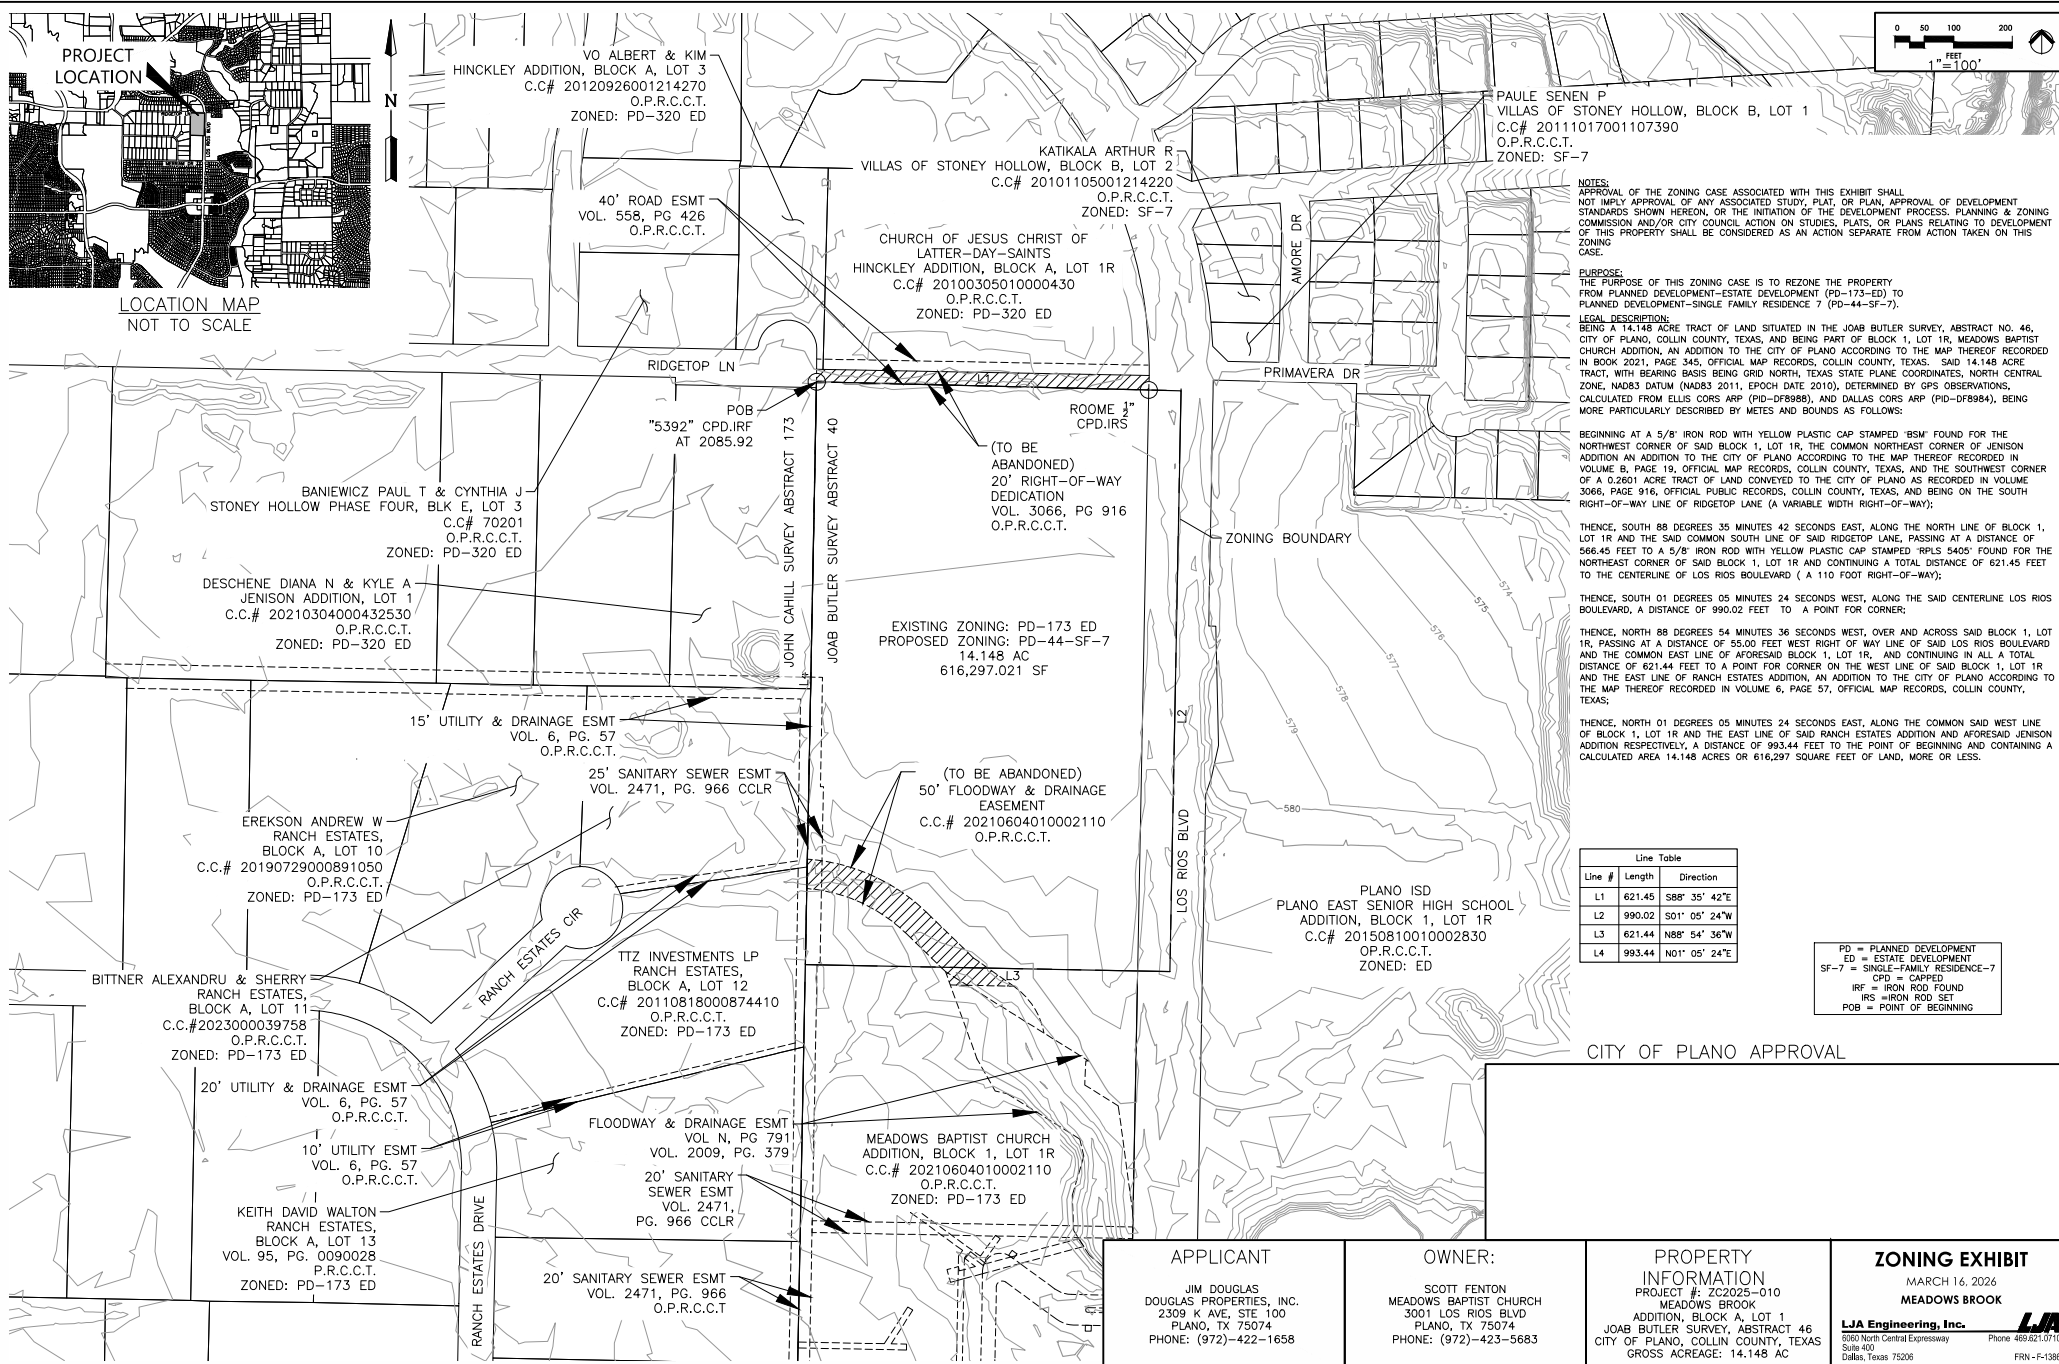 PROJECT
LOCATION
LOCATION MAP
NOT TO SCALE
N
VO ALBERT & KIM
HINCKLEY ADDITION, BLOCK A, LOT 3
C.C# 20120926001214270
O.P.R.C.C.T.
ZONED: PD-320 ED
40' ROAD ESMT
VOL. 558, PG 426
O.P.R.C.C.T.
KATIKALA ARTHUR R
VILLAS OF STONEY HOLLOW, BLOCK B, LOT 2
C.C# 20101105001214220
O.P.R.C.C.T.
ZONED: SF-7
CHURCH OF JESUS CHRIST OF
LATTER-DAY-SAINTS
HINCKLEY ADDITION, BLOCK A, LOT 1R
C.C# 20100305010000430
O.P.R.C.C.T.
ZONED: PD-320 ED
PAULE SENEN P
VILLAS OF STONEY HOLLOW, BLOCK B, LOT 1
C.C# 20111017001107390
O.P.R.C.C.T.
ZONED: SF-7
0 50 100 200
FEET
1"=100'
AMORE DR
PRIMAVERA DR
RIDGETOP LN
L1
POB
"5392" CPD.IRF
AT 2085.92
ROOME 1/2"
CPD.IRS
(TO BE
ABANDONED)
20' RIGHT-OF-WAY
DEDICATION
VOL. 3066, PG 916
O.P.R.C.C.T.
JOHN CAHILL SURVEY ABSTRACT 173
JOAB BUTLER SURVEY ABSTRACT 40
BANIEWICZ PAUL T & CYNTHIA J
STONEY HOLLOW PHASE FOUR, BLK E, LOT 3
C.C# 70201
O.P.R.C.C.T.
ZONED: PD-320 ED
DESCHENE DIANA N & KYLE A
JENISON ADDITION, LOT 1
C.C.# 20210304000432530
O.P.R.C.C.T.
ZONED: PD-320 ED
ZONING BOUNDARY
575
576
577
578
579
580
EXISTING ZONING: PD-173 ED
PROPOSED ZONING: PD-44-SF-7
14.148 AC
616,297.021 SF
15' UTILITY & DRAINAGE ESMT
VOL. 6, PG. 57
O.P.R.C.C.T.
25' SANITARY SEWER ESMT
VOL. 2471, PG. 966 CCLR
(TO BE ABANDONED)
50' FLOODWAY & DRAINAGE
EASEMENT
C.C.# 20210604010002110
O.P.R.C.C.T.
L2
LOS RIOS BLVD
EREKSON ANDREW W
RANCH ESTATES,
BLOCK A, LOT 10
C.C.# 20190729000891050
O.P.R.C.C.T.
ZONED: PD-173 ED
RANCH ESTATES CIR
TTZ INVESTMENTS LP
RANCH ESTATES,
BLOCK A, LOT 12
C.C# 20110818000874410
O.P.R.C.C.T.
ZONED: PD-173 ED
L3
PLANO ISD
PLANO EAST SENIOR HIGH SCHOOL
ADDITION, BLOCK 1, LOT 1R
C.C# 20150810010002830
OP.R.C.C.T.
ZONED: ED
BITTNER ALEXANDRU & SHERRY
RANCH ESTATES,
BLOCK A, LOT 11
C.C.#2023000039758
O.P.R.C.C.T.
ZONED: PD-173 ED
20' UTILITY & DRAINAGE ESMT
VOL. 6, PG. 57
O.P.R.C.C.T.
10' UTILITY ESMT
VOL. 6, PG. 57
O.P.R.C.C.T.
FLOODWAY & DRAINAGE ESMT
VOL N, PG 791
VOL. 2009, PG. 379
20' SANITARY
SEWER ESMT
VOL. 2471,
PG. 966 CCLR
MEADOWS BAPTIST CHURCH
ADDITION, BLOCK 1, LOT 1R
C.C.# 20210604010002110
O.P.R.C.C.T.
ZONED: PD-173 ED
KEITH DAVID WALTON
RANCH ESTATES,
BLOCK A, LOT 13
VOL. 95, PG. 0090028
P.R.C.C.T.
ZONED: PD-173 ED
RANCH ESTATES DRIVE
20' SANITARY SEWER ESMT
VOL. 2471, PG. 966
O.P.R.C.C.T
NOTES:
APPROVAL OF THE ZONING CASE ASSOCIATED WITH THIS EXHIBIT SHALL
NOT IMPLY APPROVAL OF ANY ASSOCIATED STUDY, PLAT, OR PLAN, APPROVAL OF DEVELOPMENT
STANDARDS SHOWN HEREON, OR THE INITIATION OF THE DEVELOPMENT PROCESS. PLANNING & ZONING
COMMISSION AND/OR CITY COUNCIL ACTION ON STUDIES, PLATS, OR PLANS RELATING TO DEVELOPMENT
OF THIS PROPERTY SHALL BE CONSIDERED AS AN ACTION SEPARATE FROM ACTION TAKEN ON THIS
ZONING
CASE.
PURPOSE:
THE PURPOSE OF THIS ZONING CASE IS TO REZONE THE PROPERTY
FROM PLANNED DEVELOPMENT-ESTATE DEVELOPMENT (PD-173-ED) TO
PLANNED DEVELOPMENT-SINGLE FAMILY RESIDENCE 7 (PD-44-SF-7).
LEGAL DESCRIPTION:
BEING A 14.148 ACRE TRACT OF LAND SITUATED IN THE JOAB BUTLER SURVEY, ABSTRACT NO. 46,
CITY OF PLANO, COLLIN COUNTY, TEXAS, AND BEING PART OF BLOCK 1, LOT 1R, MEADOWS BAPTIST
CHURCH ADDITION, AN ADDITION TO THE CITY OF PLANO ACCORDING TO THE MAP THEREOF RECORDED
IN BOOK 2021, PAGE 345, OFFICIAL MAP RECORDS, COLLIN COUNTY, TEXAS. SAID 14.148 ACRE
TRACT, WITH BEARING BASIS BEING GRID NORTH, TEXAS STATE PLANE COORDINATES, NORTH CENTRAL
ZONE, NAD83 DATUM (NAD83 2011, EPOCH DATE 2010), DETERMINED BY GPS OBSERVATIONS,
CALCULATED FROM ELLIS CORS ARP (PID-DF8988), AND DALLAS CORS ARP (PID-DF8984), BEING
MORE PARTICULARLY DESCRIBED BY METES AND BOUNDS AS FOLLOWS:
BEGINNING AT A 5/8" IRON ROD WITH YELLOW PLASTIC CAP STAMPED "BSM" FOUND FOR THE
NORTHWEST CORNER OF SAID BLOCK 1, LOT 1R, THE COMMON NORTHEAST CORNER OF JENISON
ADDITION AN ADDITION TO THE CITY OF PLANO ACCORDING TO THE MAP THEREOF RECORDED IN
VOLUME B, PAGE 19, OFFICIAL MAP RECORDS, COLLIN COUNTY, TEXAS, AND THE SOUTHWEST CORNER
OF A 0.2601 ACRE TRACT OF LAND CONVEYED TO THE CITY OF PLANO AS RECORDED IN VOLUME
3066, PAGE 916, OFFICIAL PUBLIC RECORDS, COLLIN COUNTY, TEXAS, AND BEING ON THE SOUTH
RIGHT-OF-WAY LINE OF RIDGETOP LANE (A VARIABLE WIDTH RIGHT-OF-WAY);
THENCE, SOUTH 88 DEGREES 35 MINUTES 42 SECONDS EAST, ALONG THE NORTH LINE OF BLOCK 1,
LOT 1R AND THE SAID COMMON SOUTH LINE OF SAID RIDGETOP LANE, PASSING AT A DISTANCE OF
566.45 FEET TO A 5/8" IRON ROD WITH YELLOW PLASTIC CAP STAMPED "RPLS 5405" FOUND FOR THE
NORTHEAST CORNER OF SAID BLOCK 1, LOT 1R AND CONTINUING A TOTAL DISTANCE OF 621.45 FEET
TO THE CENTERLINE OF LOS RIOS BOULEVARD ( A 110 FOOT RIGHT-OF-WAY);
THENCE, SOUTH 01 DEGREES 05 MINUTES 24 SECONDS WEST, ALONG THE SAID CENTERLINE LOS RIOS
BOULEVARD, A DISTANCE OF 990.02 FEET TO A POINT FOR CORNER;
THENCE, NORTH 88 DEGREES 54 MINUTES 36 SECONDS WEST, OVER AND ACROSS SAID BLOCK 1, LOT
1R, PASSING AT A DISTANCE OF 55.00 FEET WEST RIGHT OF WAY LINE OF SAID LOS RIOS BOULEVARD
AND THE COMMON EAST LINE OF AFORESAID BLOCK 1, LOT 1R, AND CONTINUING IN ALL A TOTAL
DISTANCE OF 621.44 FEET TO A POINT FOR CORNER ON THE WEST LINE OF SAID BLOCK 1, LOT 1R
AND THE EAST LINE OF RANCH ESTATES ADDITION, AN ADDITION TO THE CITY OF PLANO ACCORDING TO
THE MAP THEREOF RECORDED IN VOLUME 6, PAGE 57, OFFICIAL MAP RECORDS, COLLIN COUNTY,
TEXAS;
THENCE, NORTH 01 DEGREES 05 MINUTES 24 SECONDS EAST, ALONG THE COMMON SAID WEST LINE
OF BLOCK 1, LOT 1R AND THE EAST LINE OF SAID RANCH ESTATES ADDITION AND AFORESAID JENISON
ADDITION RESPECTIVELY, A DISTANCE OF 993.44 FEET TO THE POINT OF BEGINNING AND CONTAINING A
CALCULATED AREA 14.148 ACRES OR 616,297 SQUARE FEET OF LAND, MORE OR LESS.
Line Table
Line # Length Direction
L1 621.45 S88° 35' 42"E
L2 990.02 S01° 05' 24"W
L3 621.44 N88° 54' 36"W
L4 993.44 N01° 05' 24"E
PD = PLANNED DEVELOPMENT
ED = ESTATE DEVELOPMENT
SF-7 = SINGLE-FAMILY RESIDENCE-7
CPD = CAPPED
IRF = IRON ROD FOUND
IRS =IRON ROD SET
POB = POINT OF BEGINNING
CITY OF PLANO APPROVAL
APPLICANT
JIM DOUGLAS
DOUGLAS PROPERTIES, INC.
2309 K AVE, STE 100
PLANO, TX 75074
PHONE: (972)-422-1658
OWNER:
SCOTT FENTON
MEADOWS BAPTIST CHURCH
3001 LOS RIOS BLVD
PLANO, TX 75074
PHONE: (972)-423-5683
PROPERTY
INFORMATION
PROJECT #: ZC2025-010
MEADOWS BROOK
ADDITION, BLOCK A, LOT 1
JOAB BUTLER SURVEY, ABSTRACT 46
CITY OF PLANO, COLLIN COUNTY, TEXAS
GROSS ACREAGE: 14.148 AC
ZONING EXHIBIT
MARCH 16, 2026
MEADOWS BROOK
LJA Engineering, Inc.
LJA
6060 North Central Expressway Phone 469.621.0710
Suite 400
Dallas, Texas 75206 FRN - F-1386